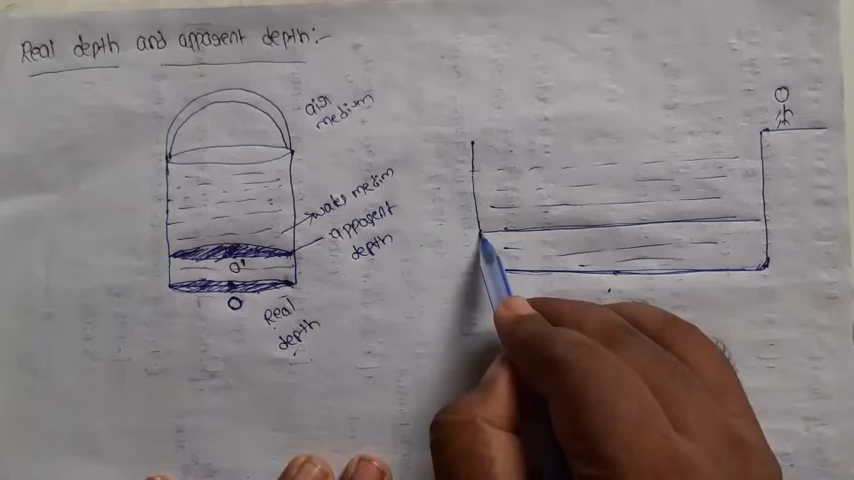 Real depth and apparent depth:-
air
medium
water medium
apparent
depth
O'
O
Real
depth